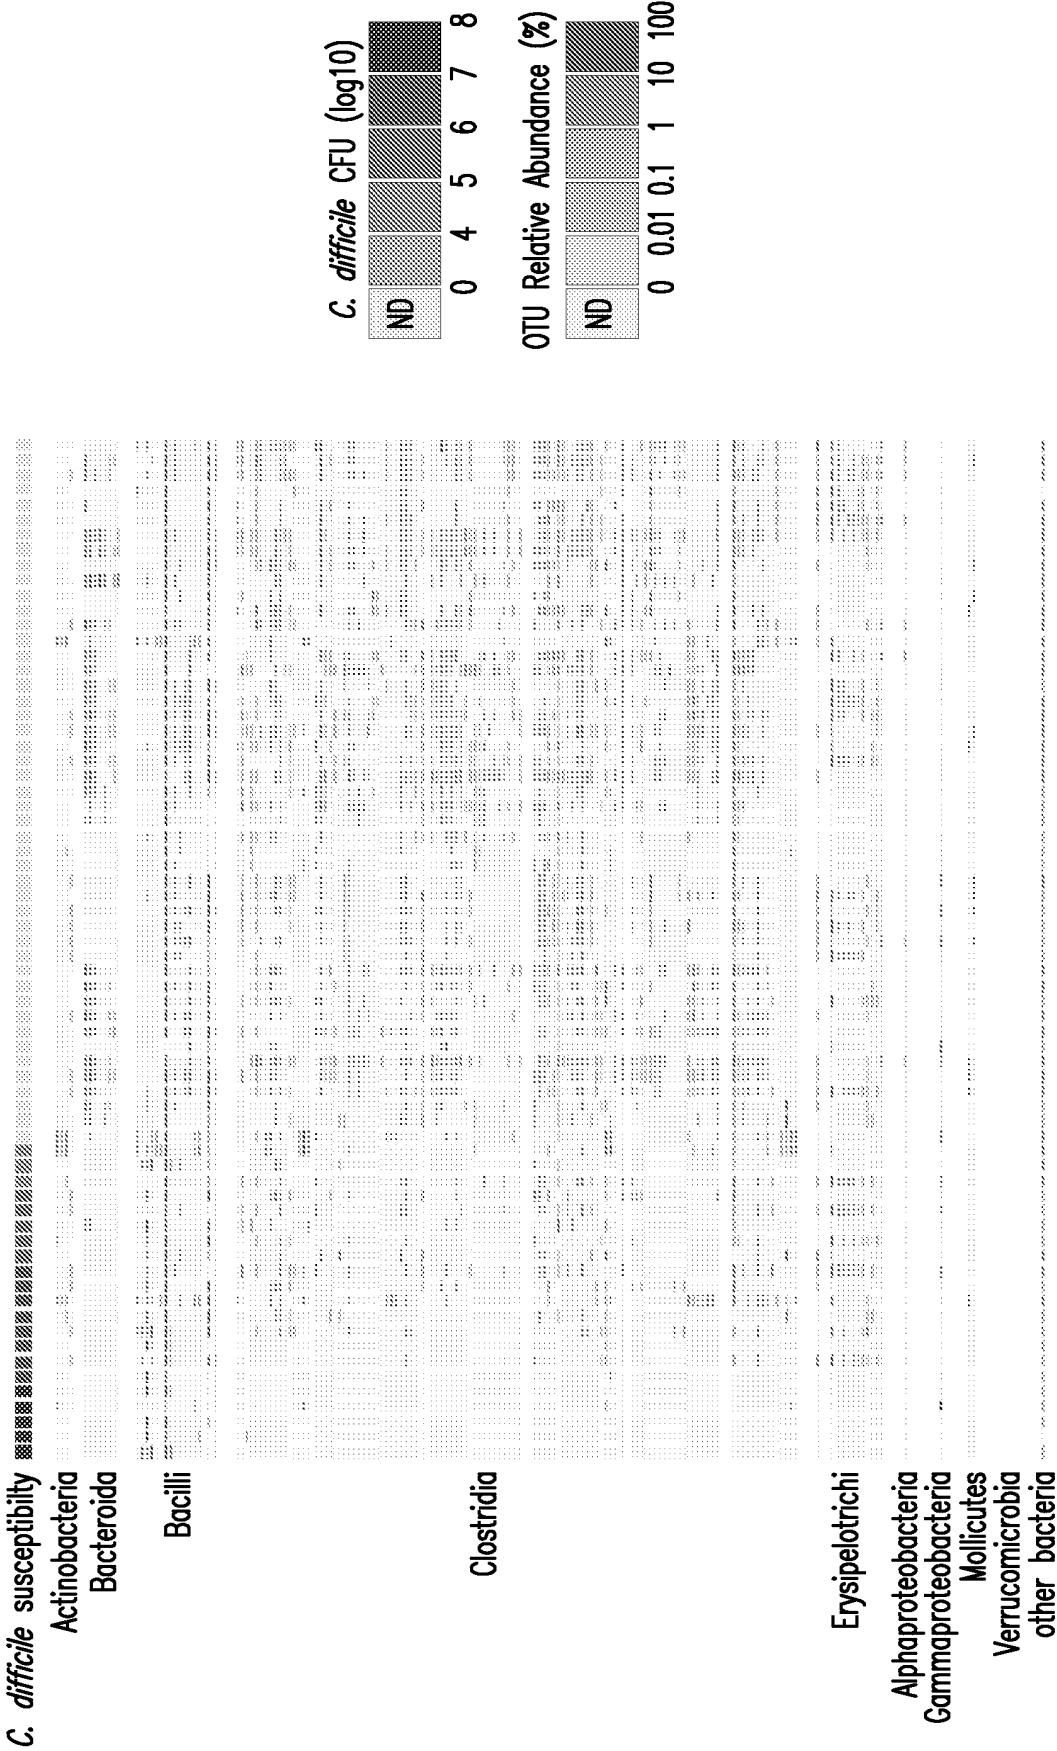 C. difficile susceptibilty
Actinobacteria
Bacteroida
Bacilli
Clostridia
Erysipelotrichi
Alphaproteobacteria
Gammaproteobacteria
Mollicutes
Verrucomicrobia
other bacteria
C. difficile CFU (log10)
ND
0 4 5 6 7 8
OTU Relative Abundance (%)
ND
0 0.01 0.1 1 10 100